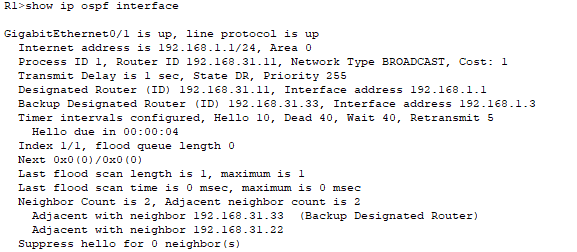 R1>show ip ospf interface
GigabitEthernet0/1 is up, line protocol is up
Internet address is 192.168.1.1/24, Area 0
Process ID 1, Router ID 192.168.31.11, Network Type BROADCAST, Cost: 1
Transmit Delay is 1 sec, State DR, Priority 255
Designated Router (ID) 192.168.31.11, Interface address 192.168.1.1
Backup Designated Router (ID) 192.168.31.33, Interface address 192.168.1.3
Timer intervals configured, Hello 10, Dead 40, Wait 40, Retransmit 5
Hello due in 00:00:04
Index 1/1, flood queue length 0
Next 0x0(0)/0x0(0)
Last flood scan length is 1, maximum is 1
Last flood scan time is 0 msec, maximum is 0 msec
Neighbor Count is 2, Adjacent neighbor count is 2
Adjacent with neighbor 192.168.31.33 (Backup Designated Router)
Adjacent with neighbor 192.168.31.22
Suppress hello for 0 neighbor(s)